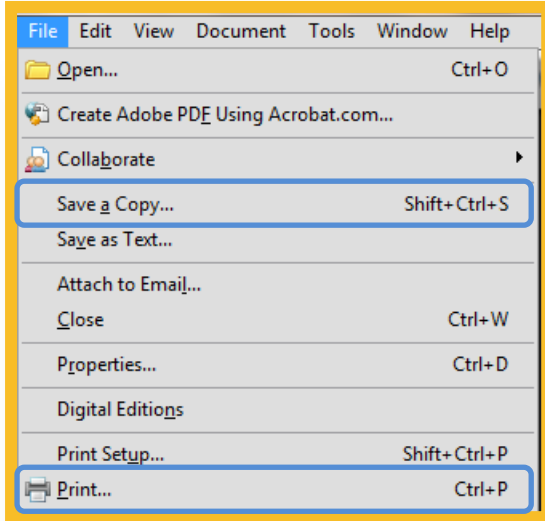 File Edit View Document Tools Window Help
Open... Ctrl+O
Create Adobe PDF Using Acrobat.com...
Collaborate
Save a Copy... Shift+Ctrl+S
Save as Text...
Attach to Email...
Close Ctrl+W
Properties... Ctrl+D
Digital Editions
Print Setup... Shift+Ctrl+P
Print... Ctrl+P